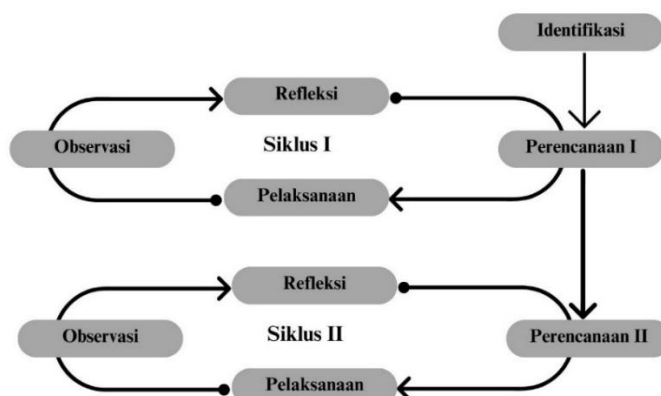 Identifikasi
Refleksi
Observasi
Siklus I
Perencanaan I
Pelaksanaan
Refleksi
Observasi
Siklus II
Perencanaan II
Pelaksanaan